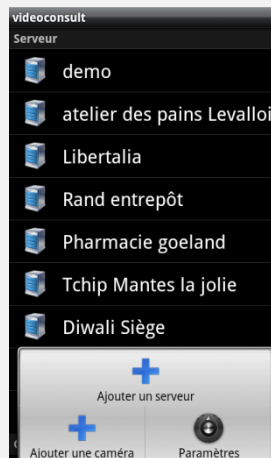 videoconsult
Serveur
demo
atelier des pains Levalloi
Libertalia
Rand entrepôt
Pharmacie goeland
Tchip Mantes la jolie
Diwali Siège
Ajouter un serveur
Ajouter une caméra
Paramètres